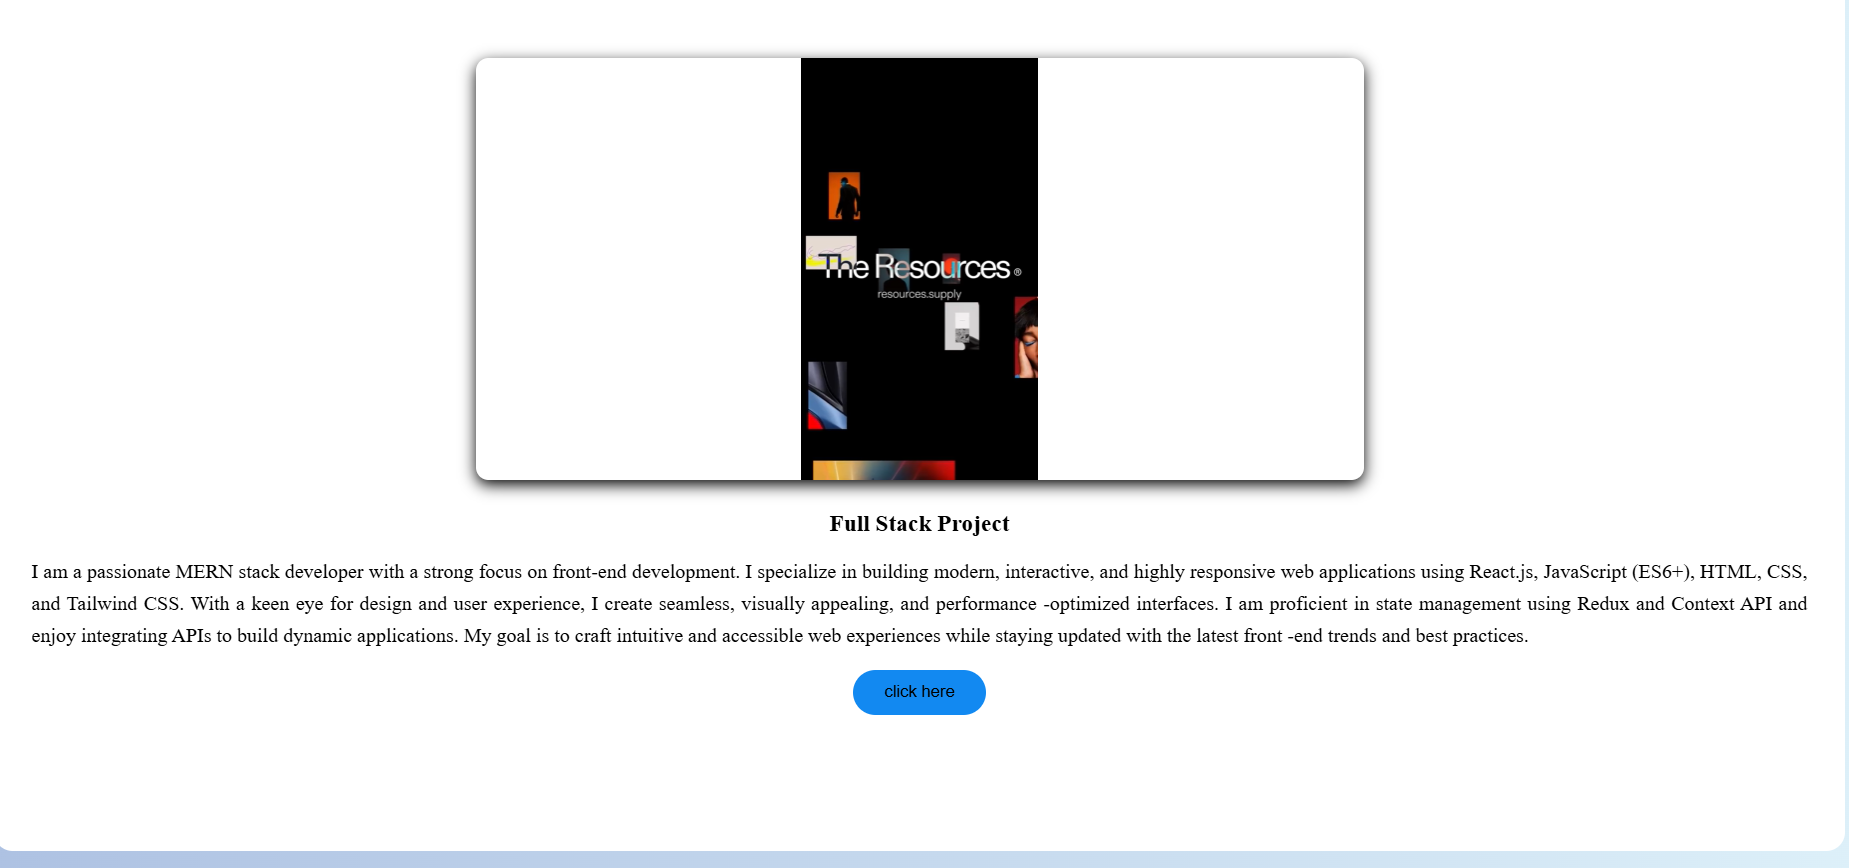 The Resources ®
resources.supply
Full Stack Project
I am a passionate MERN stack developer with a strong focus on front-end development. I specialize in building modern, interactive, and highly responsive web applications using React.js, JavaScript (ES6+), HTML, CSS,
and Tailwind CSS. With a keen eye for design and user experience, I create seamless, visually appealing, and performance -optimized interfaces. I am proficient in state management using Redux and Context API and
enjoy integrating APIs to build dynamic applications. My goal is to craft intuitive and accessible web experiences while staying updated with the latest front -end trends and best practices.
click here